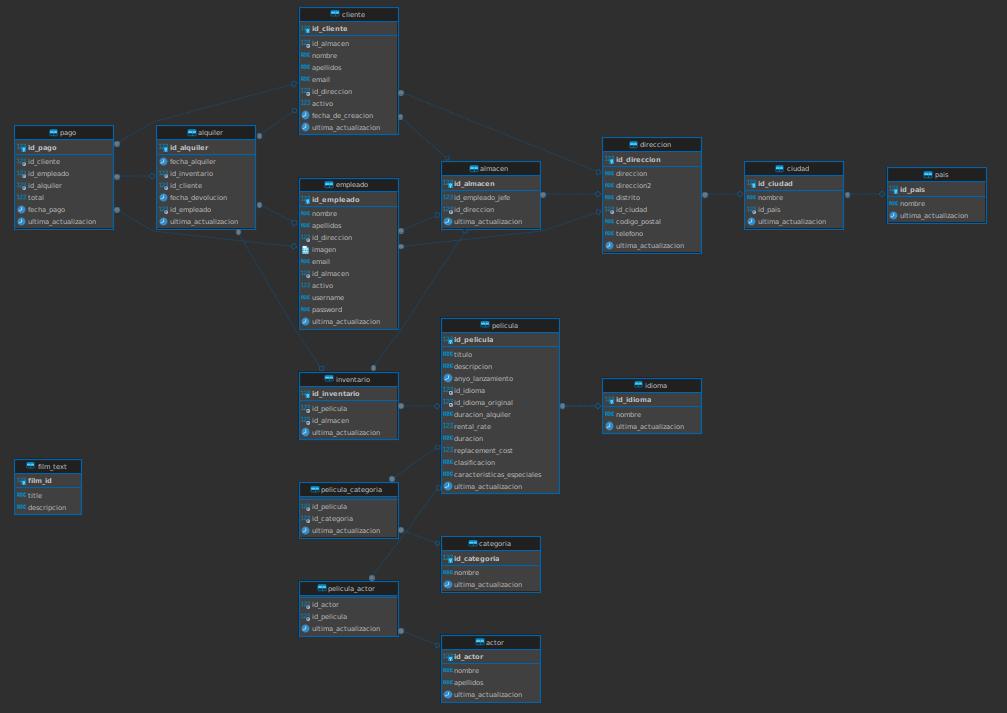 cliente
id_cliente
id_almacen
nombre
apellidos
email
id_direccion
activo
fecha_de_creacion
ultima_actualizacion
pago
id_pago
id_cliente
id_empleado
id_alquiler
total
fecha_pago
ultima_actualizacion
alquiler
id_alquiler
fecha_alquiler
id_inventario
id_cliente
fecha_devolucion
id_empleado
ultima_actualizacion
empleado
id_empleado
nombre
apellidos
id_direccion
imagen
email
id_almacen
activo
username
password
ultima_actualizacion
almacen
id_almacen
id_empleado_jefe
id_direccion
ultima_actualizacion
direccion
id_direccion
direccion
direccion2
distrito
id_ciudad
codigo_postal
telefono
ultima_actualizacion
ciudad
id_ciudad
nombre
id_pais
ultima_actualizacion
pais
id_pais
nombre
ultima_actualizacion
pelicula
id_pelicula
titulo
descripcion
anyo_lanzamiento
id_idioma
id_idioma_original
duracion_alquiler
rental_rate
duracion
replacement_cost
clasificacion
caracteristicas_especiales
ultima_actualizacion
inventario
id_inventario
id_pelicula
id_almacen
ultima_actualizacion
idioma
id_idioma
nombre
ultima_actualizacion
film_text
film_id
title
descripcion
pelicula_categoria
id_pelicula
id_categoria
ultima_actualizacion
categoria
id_categoria
nombre
ultima_actualizacion
pelicula_actor
id_actor
id_pelicula
ultima_actualizacion
actor
id_actor
nombre
apellidos
ultima_actualizacion